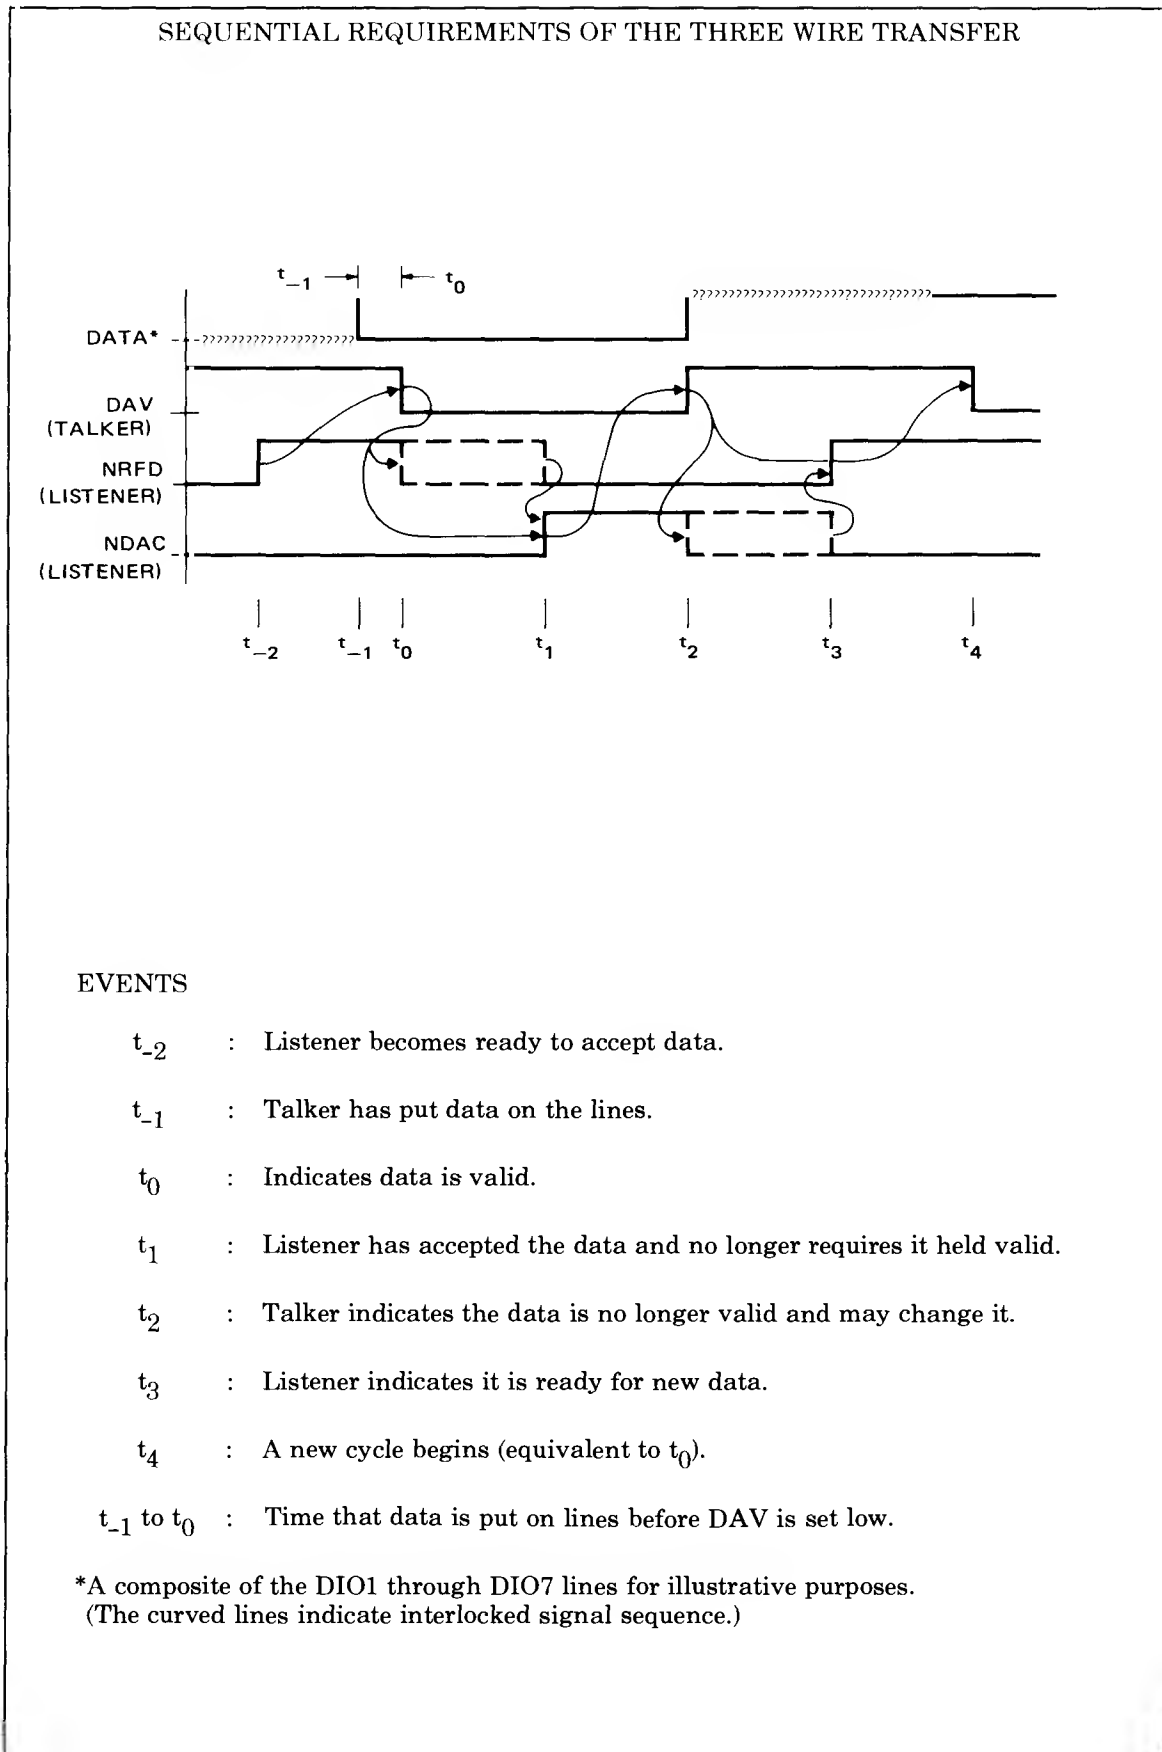 SEQUENTIAL REQUIREMENTS OF THE THREE WIRE TRANSFER
t₋₁ t₀
?????????????????????????????????
DATA* ?????????????????????
DAV
(TALKER)
NRFD
(LISTENER)
NDAC
(LISTENER)
t₋₂ t₋₁ t₀ t₁ t₂ t₃ t₄
EVENTS
t₋₂ : Listener becomes ready to accept data.
t₋₁ : Talker has put data on the lines.
t₀ : Indicates data is valid.
t₁ : Listener has accepted the data and no longer requires it held valid.
t₂ : Talker indicates the data is no longer valid and may change it.
t₃ : Listener indicates it is ready for new data.
t₄ : A new cycle begins (equivalent to t₀).
t₋₁ to t₀ : Time that data is put on lines before DAV is set low.
*A composite of the DIO1 through DIO7 lines for illustrative purposes.
(The curved lines indicate interlocked signal sequence.)